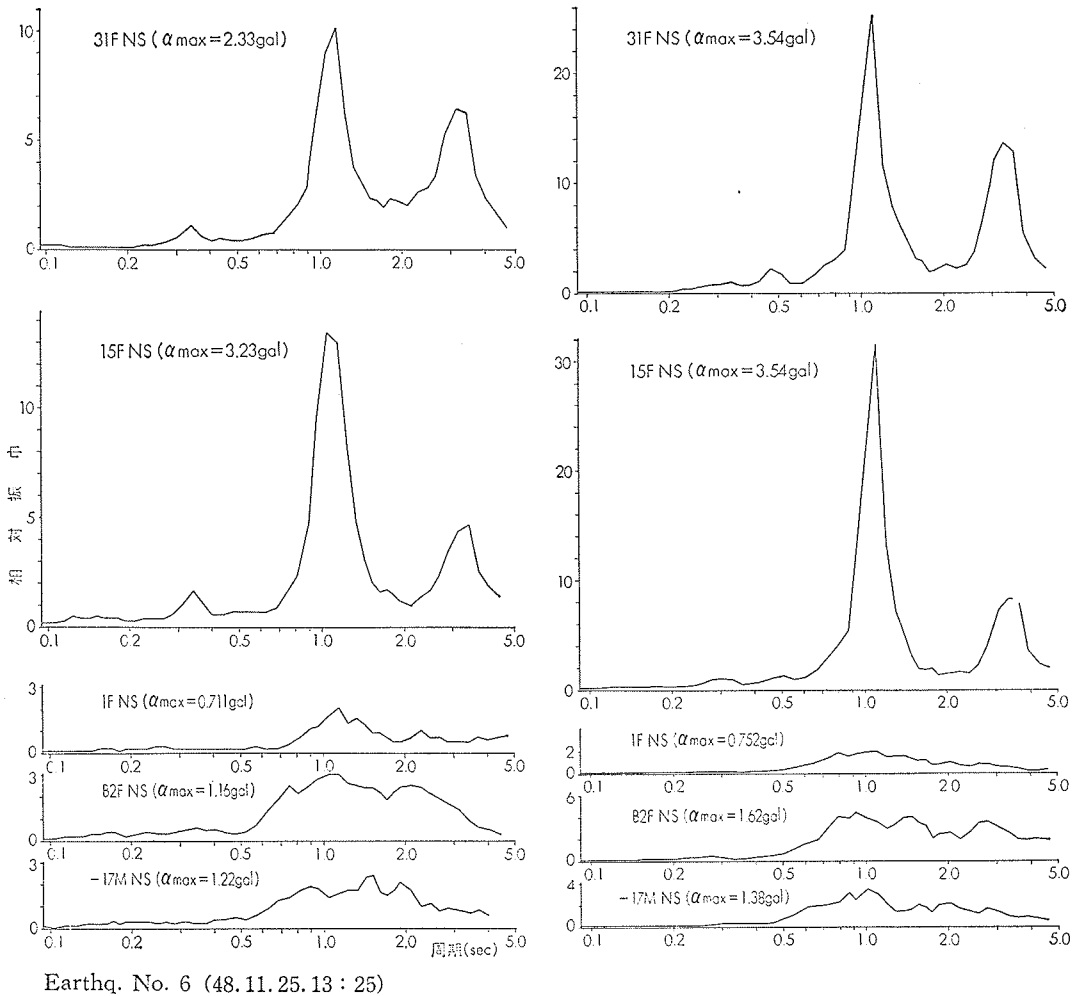 31F NS (αmax=2.33gal)
10
5
0
0.1 0.2 0.5 1.0 2.0 5.0
15F NS (αmax=3.23gal)
10
5
0
0.1 0.2 0.5 1.0 2.0 5.0
相対振巾
1F NS (αmax=0.711gal)
3
0
0.1 0.2 0.5 1.0 2.0 5.0
B2F NS (αmax=1.16gal)
3
0
0.1 0.2 0.5 1.0 2.0 5.0
-17M NS (αmax=1.22gal)
3
0
0.1 0.2 0.5 1.0 2.0 5.0
周期(sec)
31F NS (αmax=3.54gal)
20
10
0
0.1 0.2 0.5 1.0 2.0 5.0
15F NS (αmax=3.54gal)
30
20
10
0
0.1 0.2 0.5 1.0 2.0 5.0
1F NS (αmax=0.752gal)
2
0
0.1 0.2 0.5 1.0 2.0 5.0
B2F NS (αmax=1.62gal)
6
0
0.1 0.2 0.5 1.0 2.0 5.0
-17M NS (αmax=1.38gal)
4
0
0.1 0.2 0.5 1.0 2.0 5.0
Earthq. No. 6 (48.11.25.13:25)